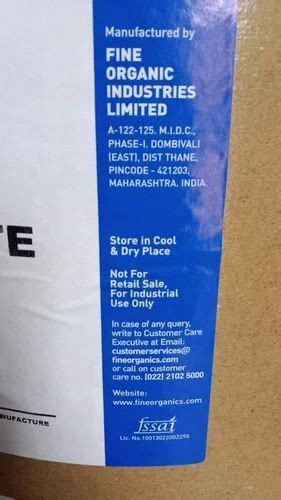 Manufactured by
FINE
ORGANIC
INDUSTRIES
LIMITED
A-122-125. M.I.D.C.,
PHASE-I. DOMBIVALI
(EAST), DIST THANE,
PINCODE - 421203,
MAHARASHTRA. INDIA.
TE
Store in Cool
& Dry Place
Not For
Retail Sale,
For Industrial
Use Only
In case of any query,
write to Customer Care
Executive at Email:
customerservices@
fineorganics.com
or call on customer
care no. (022) 2102 5000
Website:
www.fineorganics.com
NUFACTURE
fssai
Lic. No. 10013022002290